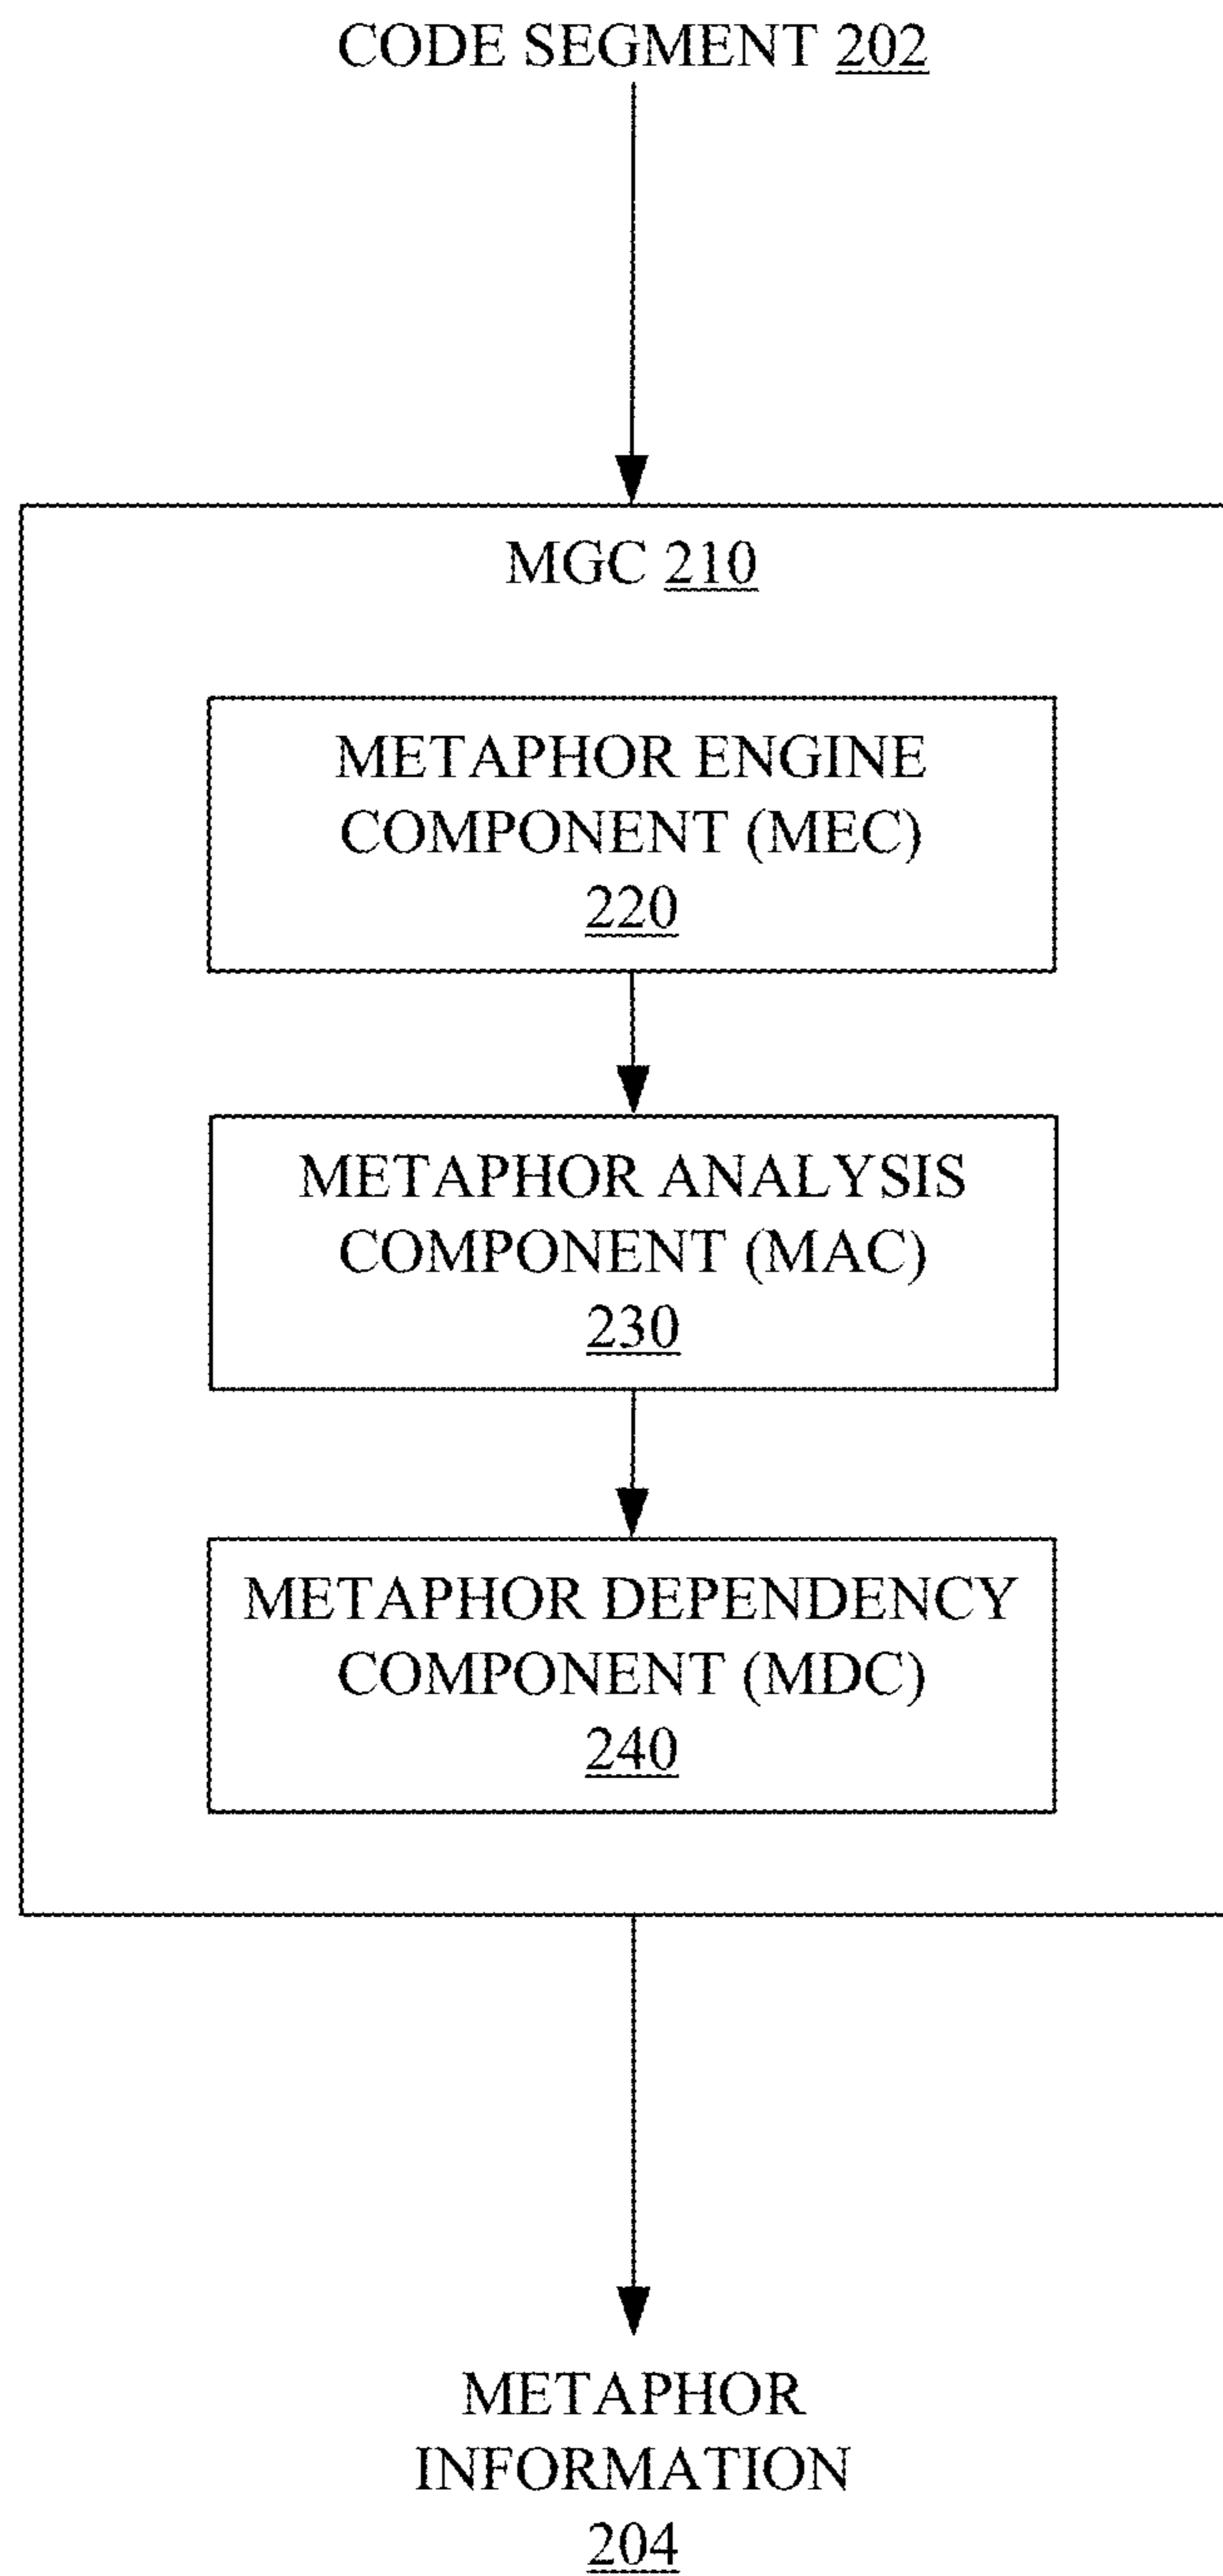 CODE SEGMENT 202
MGC 210
METAPHOR ENGINE
COMPONENT (MEC)
220
METAPHOR ANALYSIS
COMPONENT (MAC)
230
METAPHOR DEPENDENCY
COMPONENT (MDC)
240
METAPHOR
INFORMATION
204